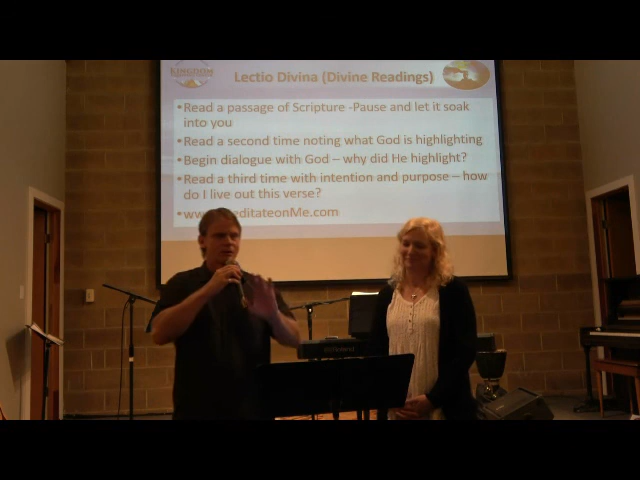 KINGDOM
Lectio Divina (Divine Readings)
•Read a passage of Scripture -Pause and let it soak
into you
•Read a second time noting what God is highlighting
•Begin dialogue with God – why did He highlight?
•Read a third time with intention and purpose – how
do I live out this verse?